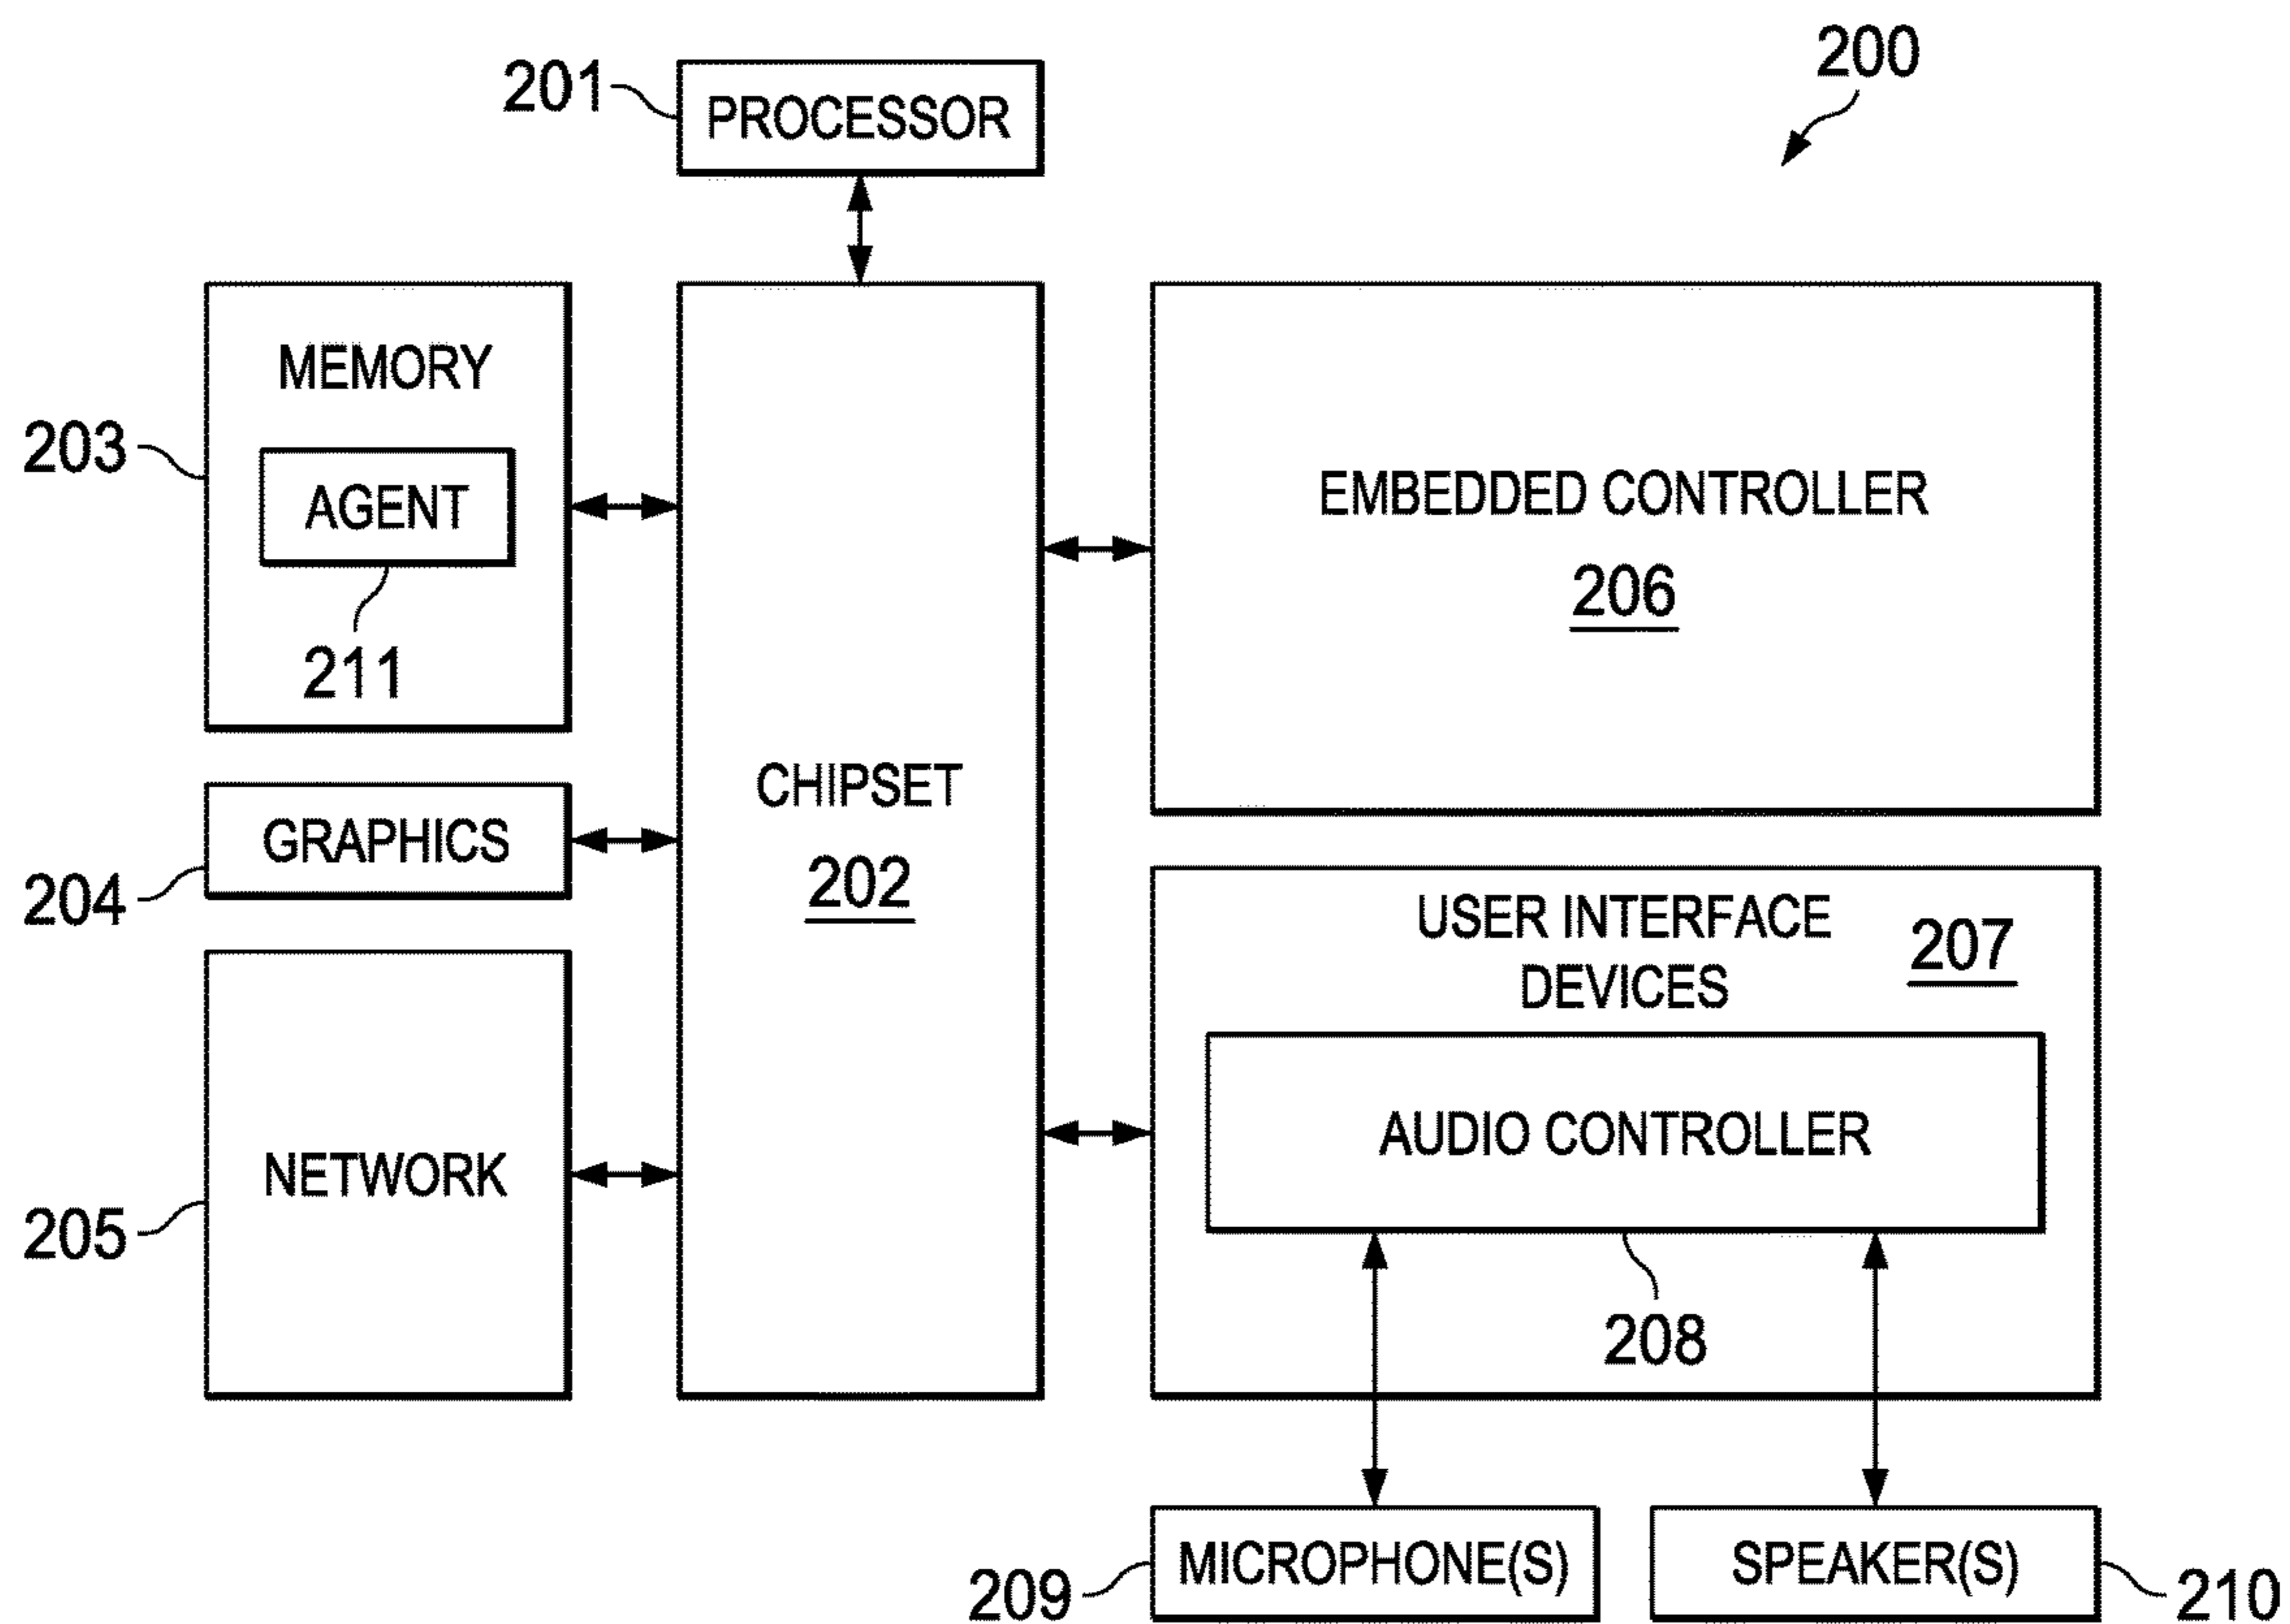 200
201
PROCESSOR
MEMORY
203
AGENT
211
EMBEDDED CONTROLLER
206
CHIPSET
202
GRAPHICS
204
USER INTERFACE
DEVICES
207
NETWORK
205
AUDIO CONTROLLER
208
MICROPHONE(S)
209
SPEAKER(S)
210